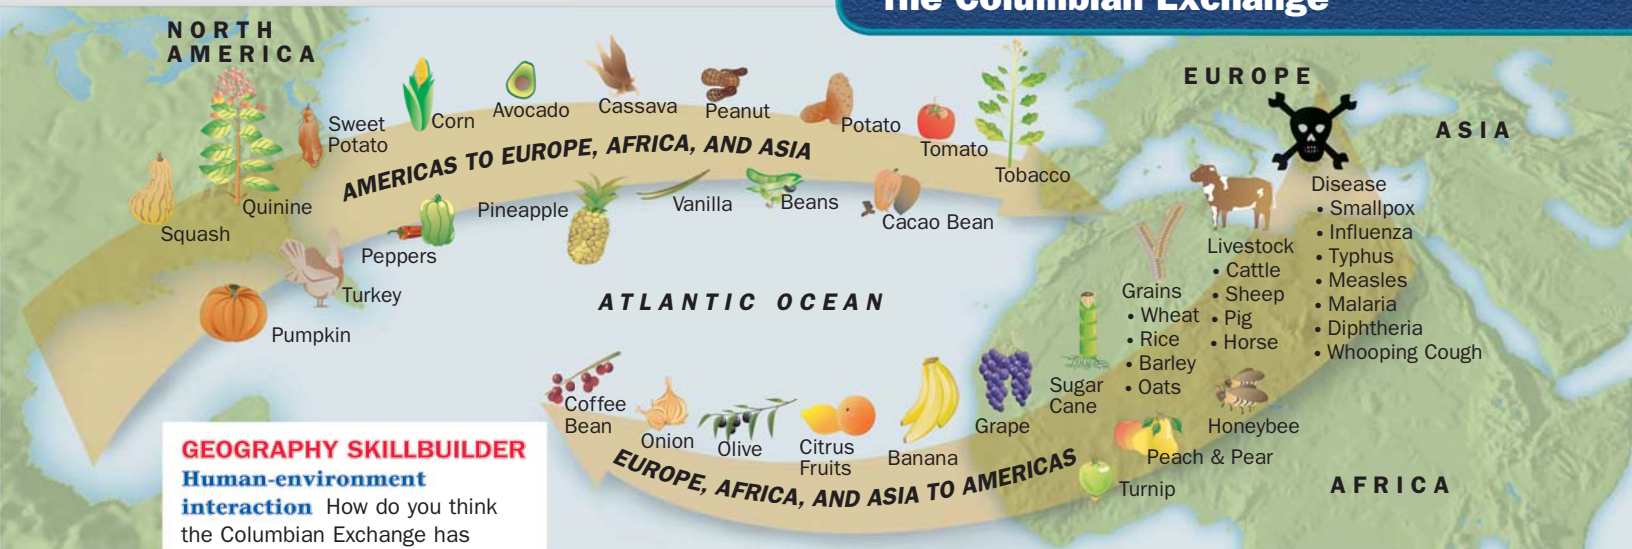 The Columbian Exchange
NORTH
AMERICA
EUROPE
ASIA
Avocado
Cassava
Peanut
Corn
Sweet
Potato
Potato
Tomato
Tobacco
AMERICAS TO EUROPE, AFRICA, AND ASIA
Quinine
Squash
Pineapple
Vanilla
Beans
Cacao Bean
Peppers
Turkey
Pumpkin
ATLANTIC OCEAN
Disease
• Smallpox
• Influenza
• Typhus
• Measles
• Malaria
• Diphtheria
• Whooping Cough
Livestock
• Cattle
• Sheep
• Pig
• Horse
Grains
• Wheat
• Rice
• Barley
• Oats
Sugar
Cane
Grape
Honeybee
Peach & Pear
Turnip
Coffee
Bean
Onion
Olive
Citrus
Fruits
Banana
EUROPE, AFRICA, AND ASIA TO AMERICAS
AFRICA
GEOGRAPHY SKILLBUILDER
Human-environment
interaction How do you think
the Columbian Exchange has